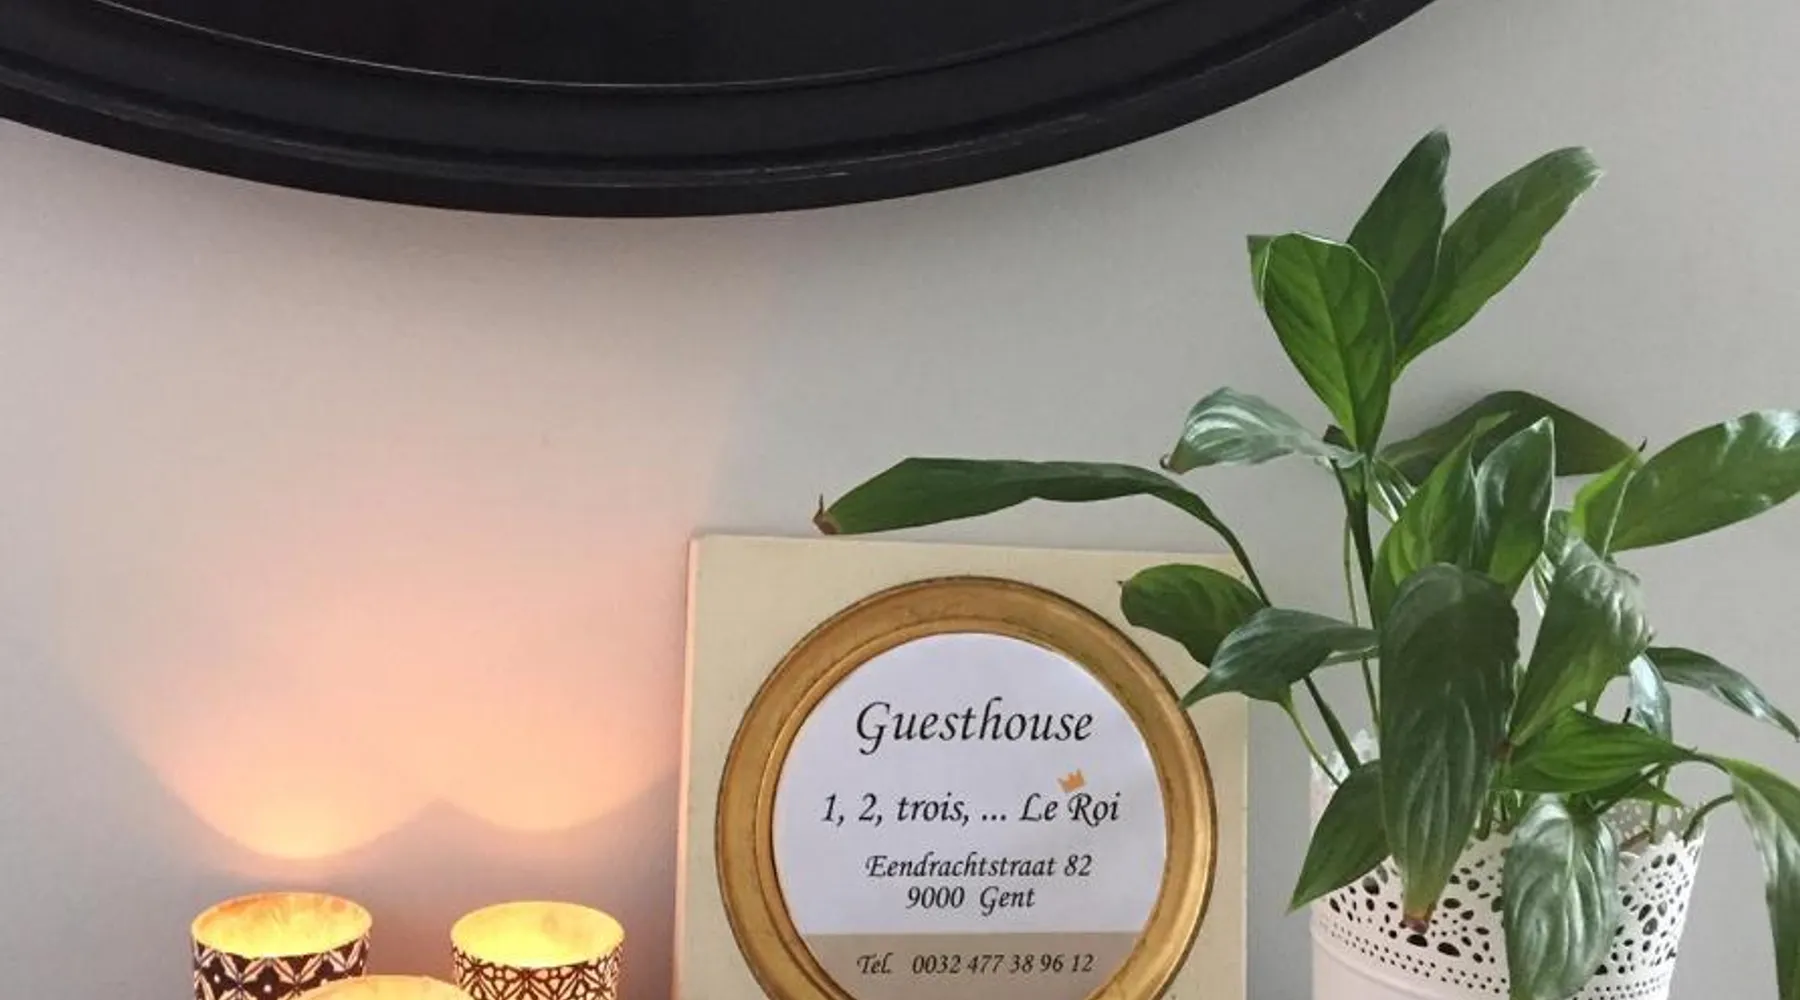 Guesthouse
1, 2, trois, ... Le Roi
Eendrachtstraat 82
9000 Gent
Tel. 0032 477 38 96 12